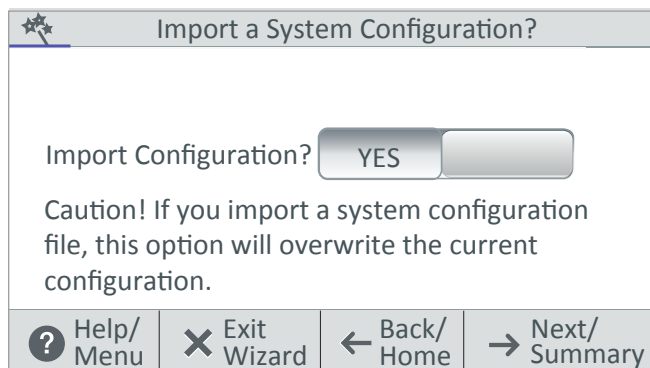 Import a System Configuration?
Import Configuration? YES
Caution! If you import a system configuration
file, this option will overwrite the current
configuration.
? Help/ Exit Back/ Next/
Menu Wizard Home Summary